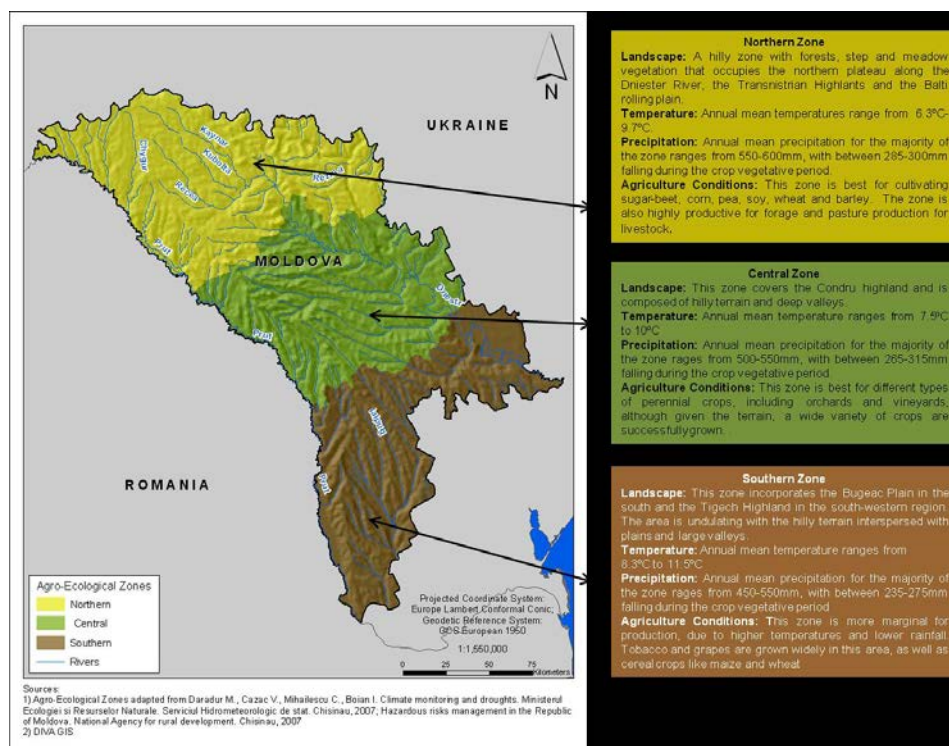 UKRAINE
N
Kaynar
Kubolta
Chygur
Reut
Prut
MOLDOVA
Prut
Prut
ROMANIA
Agro-Ecological Zones
Northern
Central
Southern
Rivers
Projected Coordinate System:
Europe Lambert Conformal Conic;
Geodetic Reference System:
GCS European 1950
1:1,550,000
0 25 50 75
Kilometers
Sources:
1) Agro-Ecological Zones adapted from Daradur M., Cazac V., Mihailescu C., Boian I. Climate monitoring and droughts. Ministerul
Ecologiei si Resurselor Naturale. Serviciul Hidrometeorologic de stat. Chisinau, 2007; Hazardous risks management in the Republic
of Moldova. National Agency for rural development. Chisinau, 2007
2) DIVA GIS
Northern Zone
Landscape: A hilly zone with forests, step and meadow
vegetation that occupies the northern plateau along the
Dniester River, the Transnistrian Highlants and the Balti
rolling plain.
Temperature: Annual mean temperatures range from 6.3ºC-
9.7ºC.
Precipitation: Annual mean precipitation for the majority of
the zone ranges from 550-600mm, with between 285-300mm
falling during the crop vegetative period.
Agriculture Conditions: This zone is best for cultivating
sugar-beet, corn, pea, soy, wheat and barley. The zone is
also highly productive for forage and pasture production for
livestock.
Central Zone
Landscape: This zone covers the Condru highland and is
composed of hilly terrain and deep valleys.
Temperature: Annual mean temperature ranges from 7.5ºC
to 10ºC
Precipitation: Annual mean precipitation for the majority of
the zone rages from 500-550mm, with between 265-315mm
falling during the crop vegetative period
Agriculture Conditions: This zone is best for different types
of perennial crops, including orchards and vineyards,
although given the terrain, a wide variety of crops are
successfully grown.
Southern Zone
Landscape: This zone incorporates the Bugeac Plain in the
south and the Tigech Highland in the south-western region.
The area is undulating with the hilly terrain interspersed with
plains and large valleys.
Temperature: Annual mean temperature ranges from
8.3ºC to 11.5ºC
Precipitation: Annual mean precipitation for the majority of
the zone rages from 450-550mm, with between 235-275mm
falling during the crop vegetative period
Agriculture Conditions: This zone is more marginal for
production, due to higher temperatures and lower rainfall.
Tobacco and grapes are grown widely in this area, as well as
cereal crops like maize and wheat